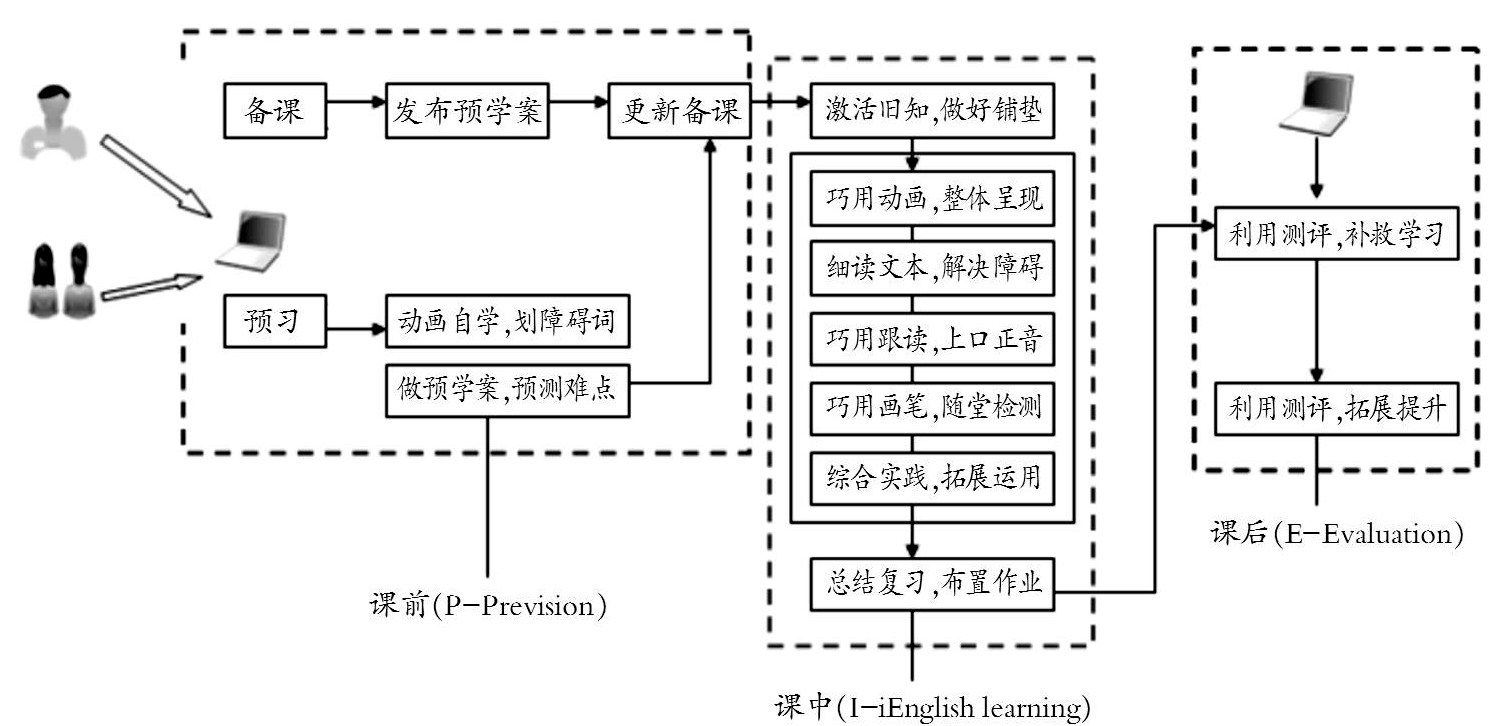 备课
发布预学案
更新备课
预习
动画自学,划障碍词
做预学案,预测难点
课前(P-Prevision)
激活旧知,做好铺垫
巧用动画,整体呈现
细读文本,解决障碍
巧用跟读,上口正音
巧用画笔,随堂检测
综合实践,拓展运用
总结复习,布置作业
课中(I-iEnglish learning)
利用测评,补救学习
利用测评,拓展提升
课后(E-Evaluation)